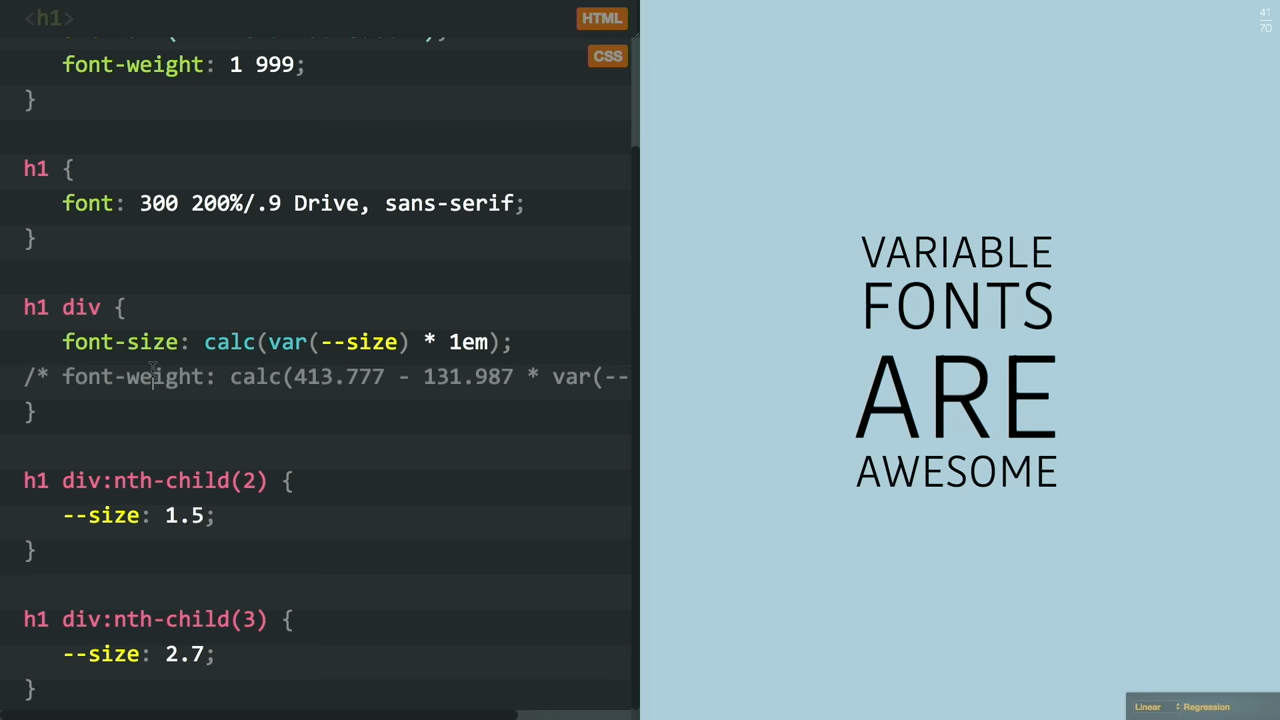 <h1>
HTML
CSS
font-weight: 1 999;
}
h1 {
font: 300 200%/.9 Drive, sans-serif;
}
h1 div {
font-size: calc(var(--size) * 1em);
/* font-weight: calc(413.777 - 131.987 * var(--
}
h1 div:nth-child(2) {
--size: 1.5;
}
h1 div:nth-child(3) {
--size: 2.7;
}
41
70
VARIABLE
FONTS
ARE
AWESOME
Linear Regression